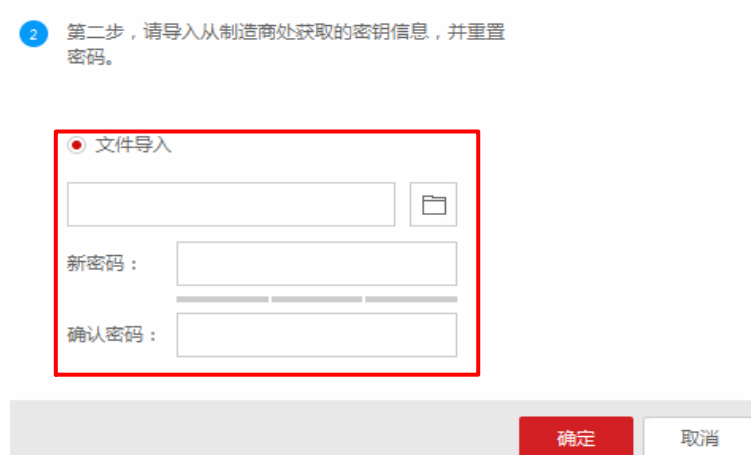 2 第二步，请导入从制造商处获取的密钥信息，并重置
密码。
文件导入
新密码：
确认密码：
确定 取消